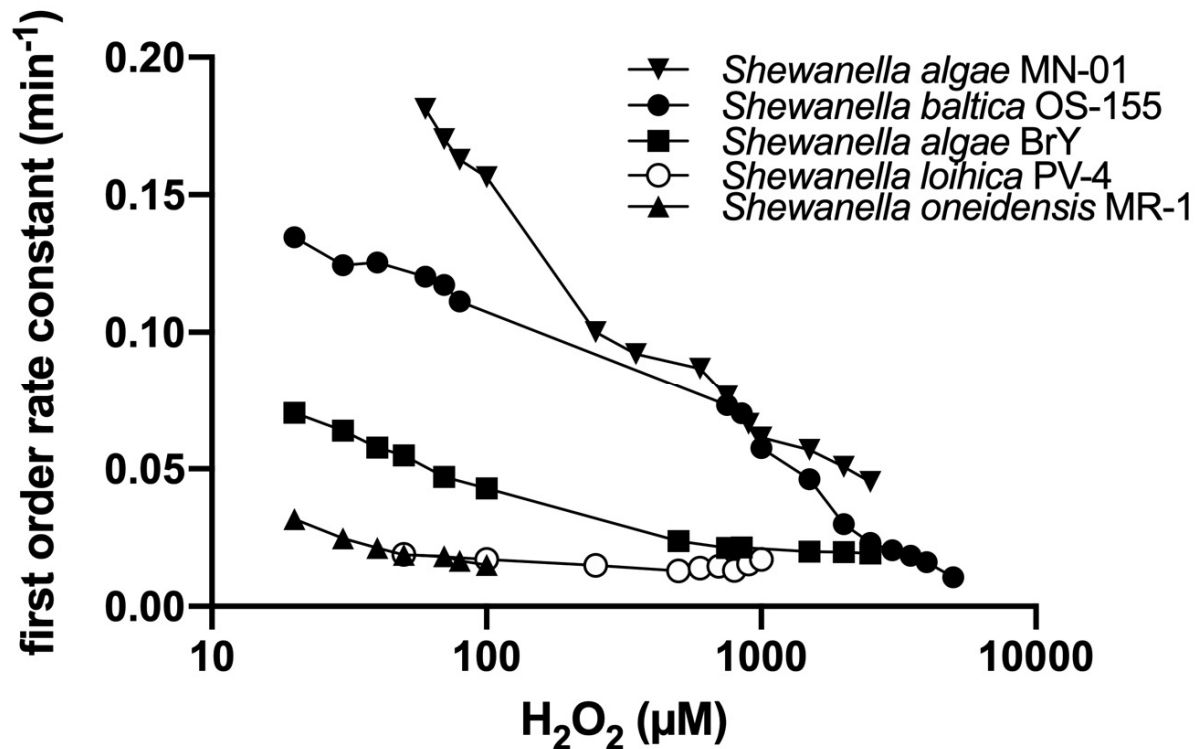 first order rate constant (min⁻¹)
0.20
0.15
0.10
0.05
0.00
10
100
1000
10000
H₂O₂ (µM)
Shewanella algae MN-01
Shewanella baltica OS-155
Shewanella algae BrY
Shewanella loihica PV-4
Shewanella oneidensis MR-1